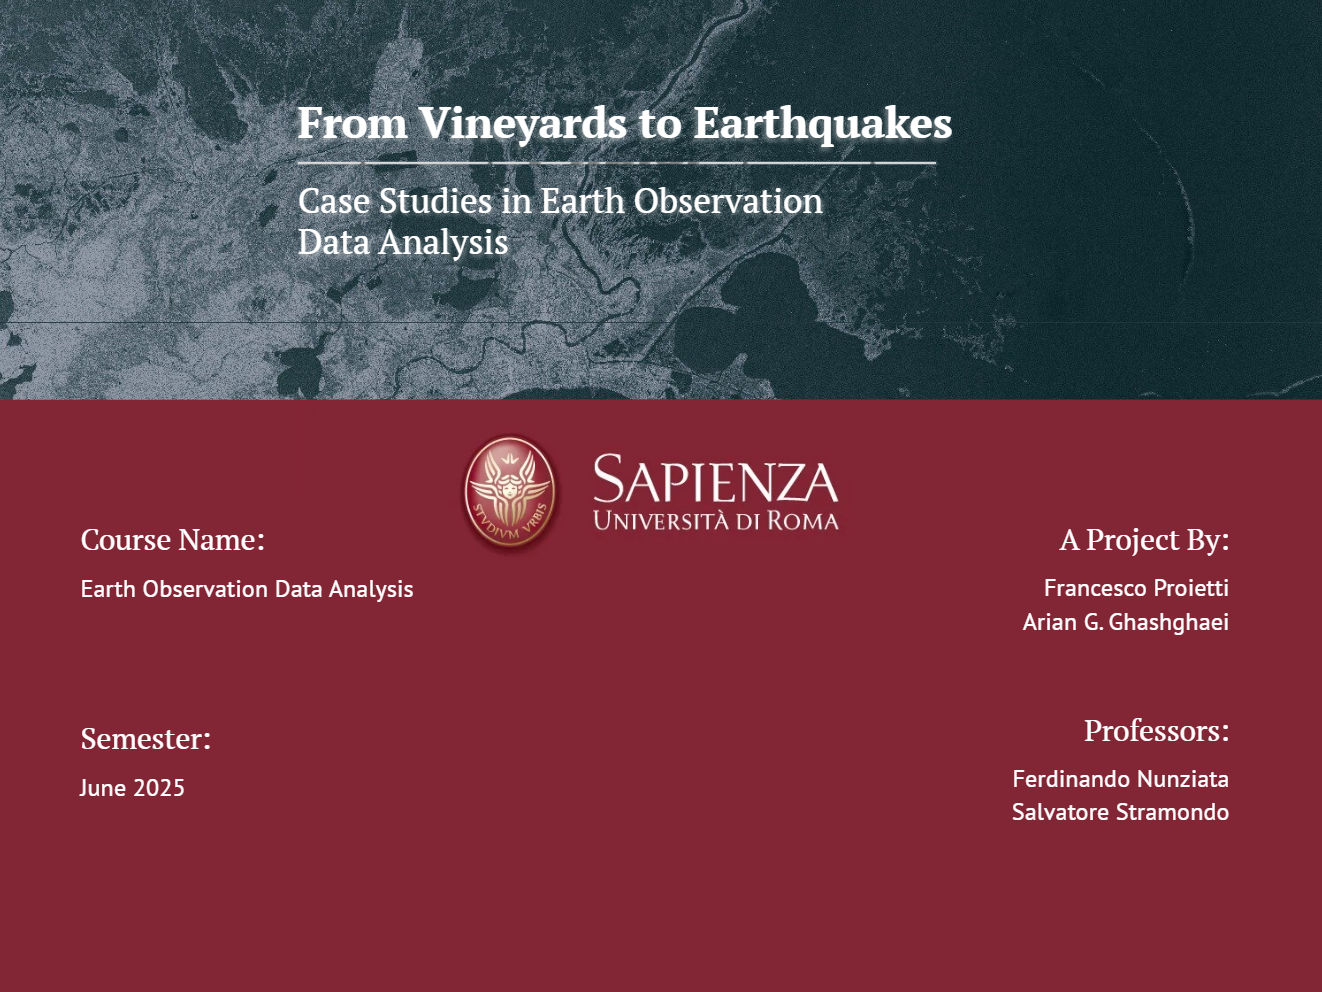 From Vineyards to Earthquakes
Case Studies in Earth Observation
Data Analysis
STVDIVM VRBIS
SAPIENZA
UNIVERSITÀ DI ROMA
Course Name:
Earth Observation Data Analysis
Semester:
June 2025
A Project By:
Francesco Proietti
Arian G. Ghashghaei
Professors:
Ferdinando Nunziata
Salvatore Stramondo